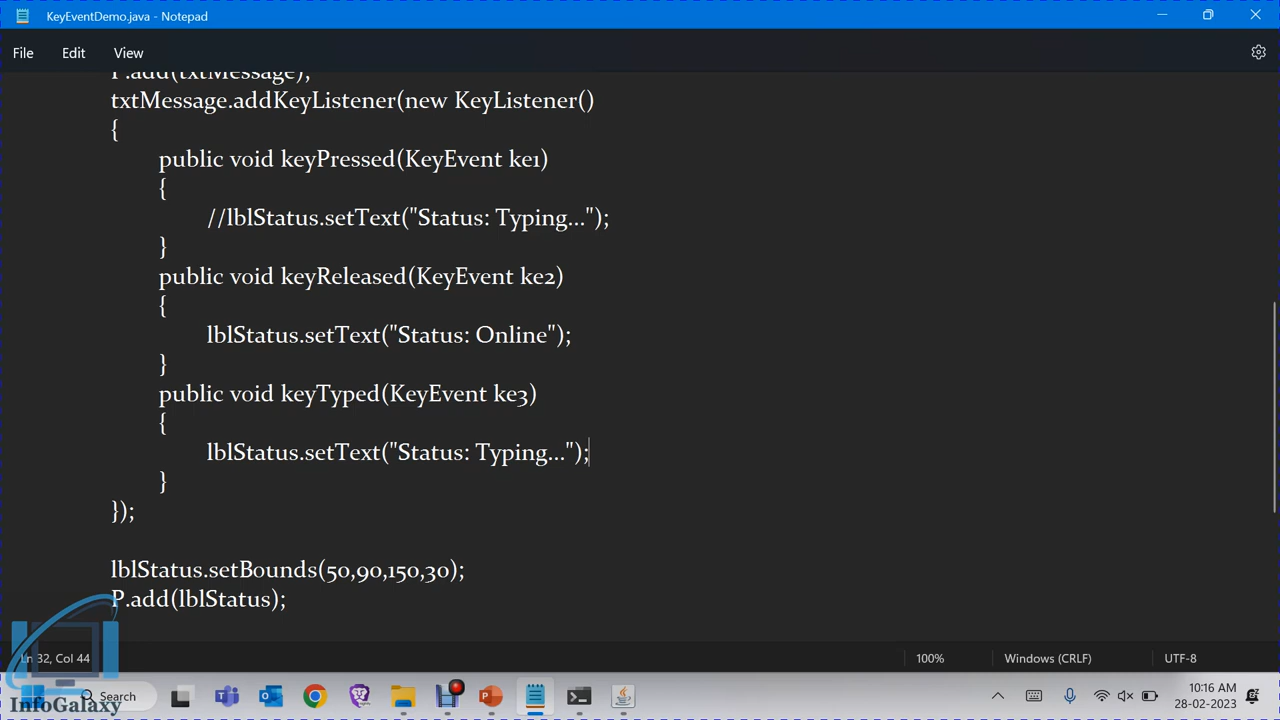 KeyEventDemo.java - Notepad
File Edit View
P.add(txtMessage);
txtMessage.addKeyListener(new KeyListener()
{
public void keyPressed(KeyEvent ke1)
{
//lblStatus.setText("Status: Typing...");
}
public void keyReleased(KeyEvent ke2)
{
lblStatus.setText("Status: Online");
}
public void keyTyped(KeyEvent ke3)
{
lblStatus.setText("Status: Typing...");
}
});
lblStatus.setBounds(50,90,150,30);
P.add(lblStatus);
Ln 32, Col 44 100% Windows (CRLF) UTF-8
Search
10:16 AM
28-02-2023
InfoGalaxy